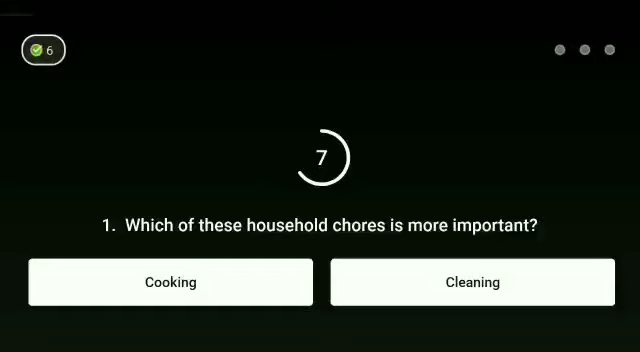 6
7
1. Which of these household chores is more important?
Cooking
Cleaning